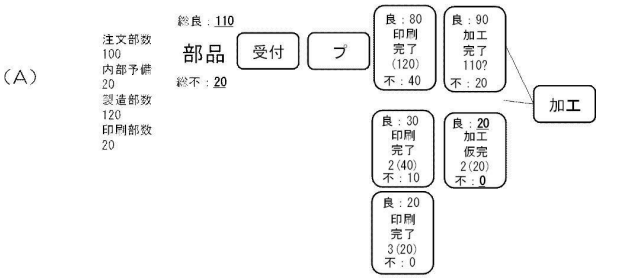 (A)
注文部数
100
内部予備
20
製造部数
120
印刷部数
20
総良：110
部品
総不：20
受付
プ
良：80
印刷
完了
(120)
不：40
良：90
加工
完了
110?
不：20
良：30
印刷
完了
2(40)
不：10
良：20
加工
仮完
2(20)
不：0
良：20
印刷
完了
3(20)
不：0
加工